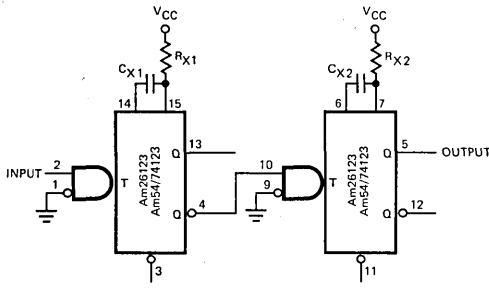 VCC
VCC
RX1
RX2
CX1
CX2
14
15
6
7
INPUT
2
1
T
Am26123
Am54/74123
Q
13
Q
4
3
10
9
T
Am26123
Am54/74123
Q
5
OUTPUT
Q
12
11